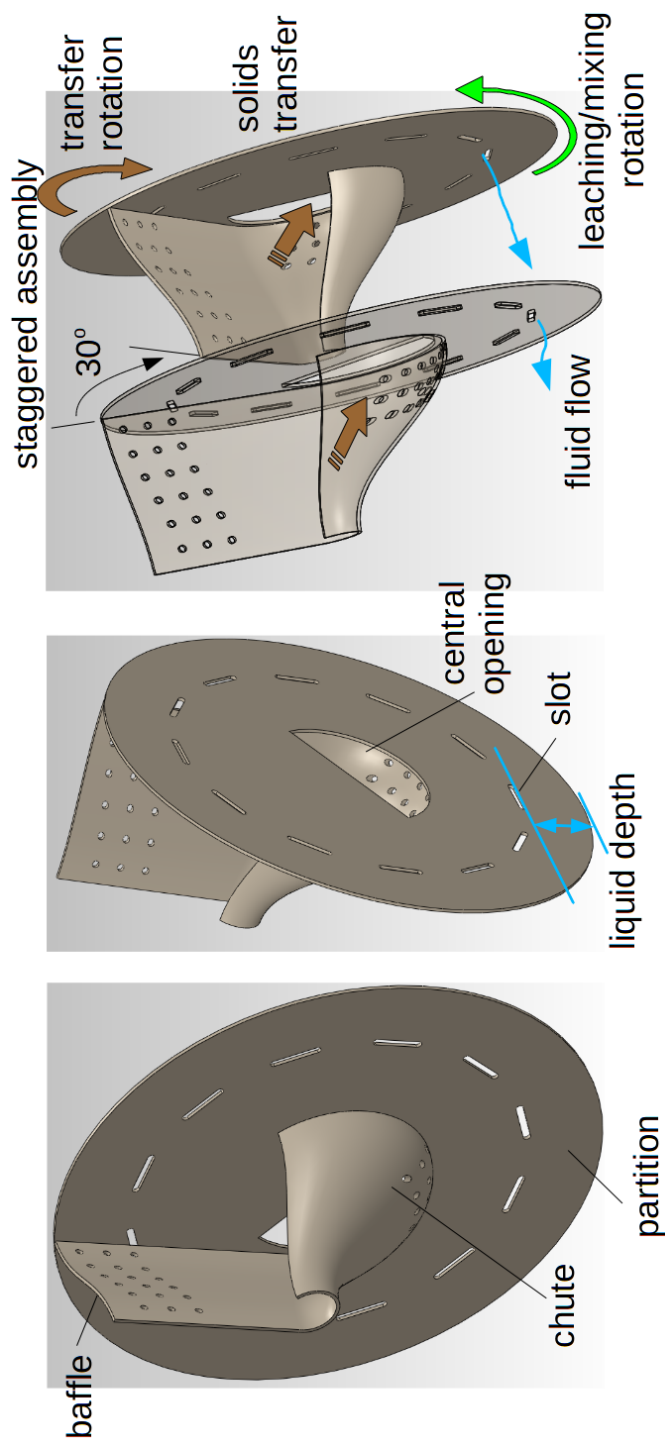 baffle
chute
partition
liquid depth
slot
central
opening
staggered assembly
30°
transfer
rotation
solids
transfer
fluid flow
leaching/mixing
rotation